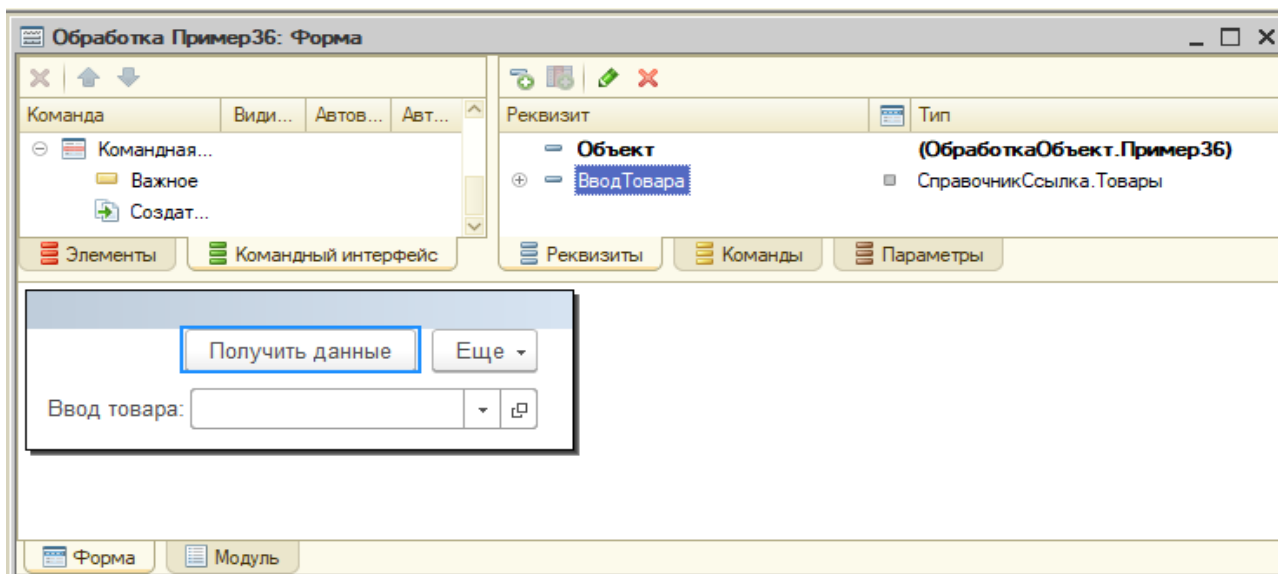 Обработка Пример36: Форма
Команда Види... Автов... Авт... Реквизит Тип
Командная... Объект (ОбработкаОбъект.Пример36)
Важное ВводТовара СправочникСсылка.Товары
Создат...
Элементы Командный интерфейс Реквизиты Команды Параметры
Получить данные Еще
Ввод товара:
Форма Модуль